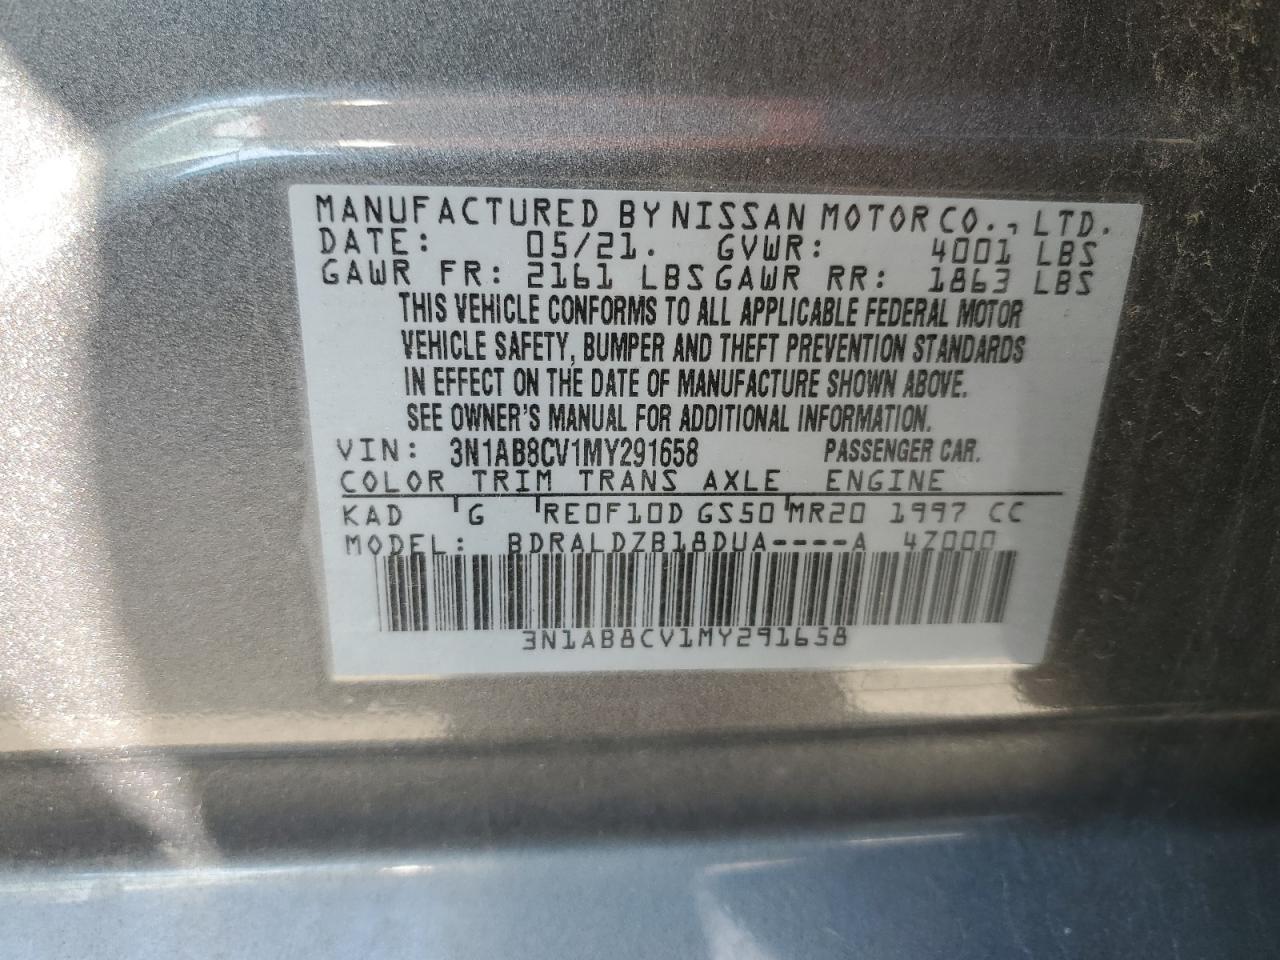 MANUFACTURED BY NISSAN MOTOR CO., LTD.
DATE: 05/21. GVWR: 4001 LBS
GAWR FR: 2161 LBS GAWR RR: 1863 LBS
THIS VEHICLE CONFORMS TO ALL APPLICABLE FEDERAL MOTOR
VEHICLE SAFETY, BUMPER AND THEFT PREVENTION STANDARDS
IN EFFECT ON THE DATE OF MANUFACTURE SHOWN ABOVE.
SEE OWNER'S MANUAL FOR ADDITIONAL INFORMATION.
VIN: 3N1AB8CV1MY291658 PASSENGER CAR.
COLOR TRIM TRANS AXLE ENGINE
KAD G RE0F10D GS50 MR20 1997 CC
MODEL: BDRALDZB18DUA----A 4Z000
3N1AB8CV1MY291658